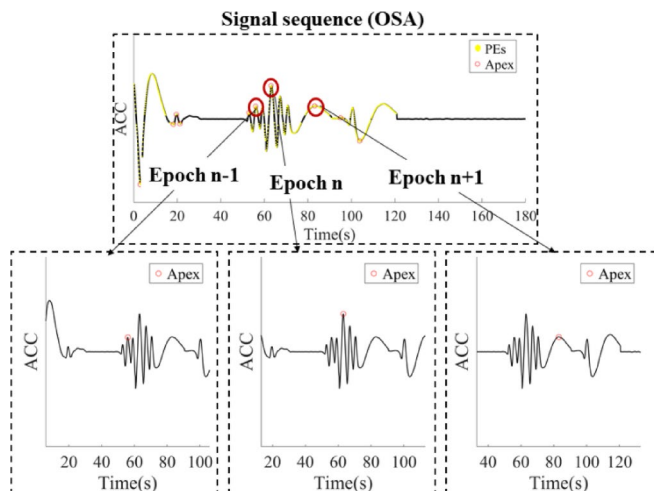 Signal sequence (OSA)
PEs
Apex
ACC
Epoch n-1
Epoch n
Epoch n+1
0 20 40 60 80 100 120 140 160 180
Time(s)
Apex
ACC
20 40 60 80 100
Time(s)
Apex
ACC
20 40 60 80 100
Time(s)
Apex
ACC
40 60 80 100 120
Time(s)